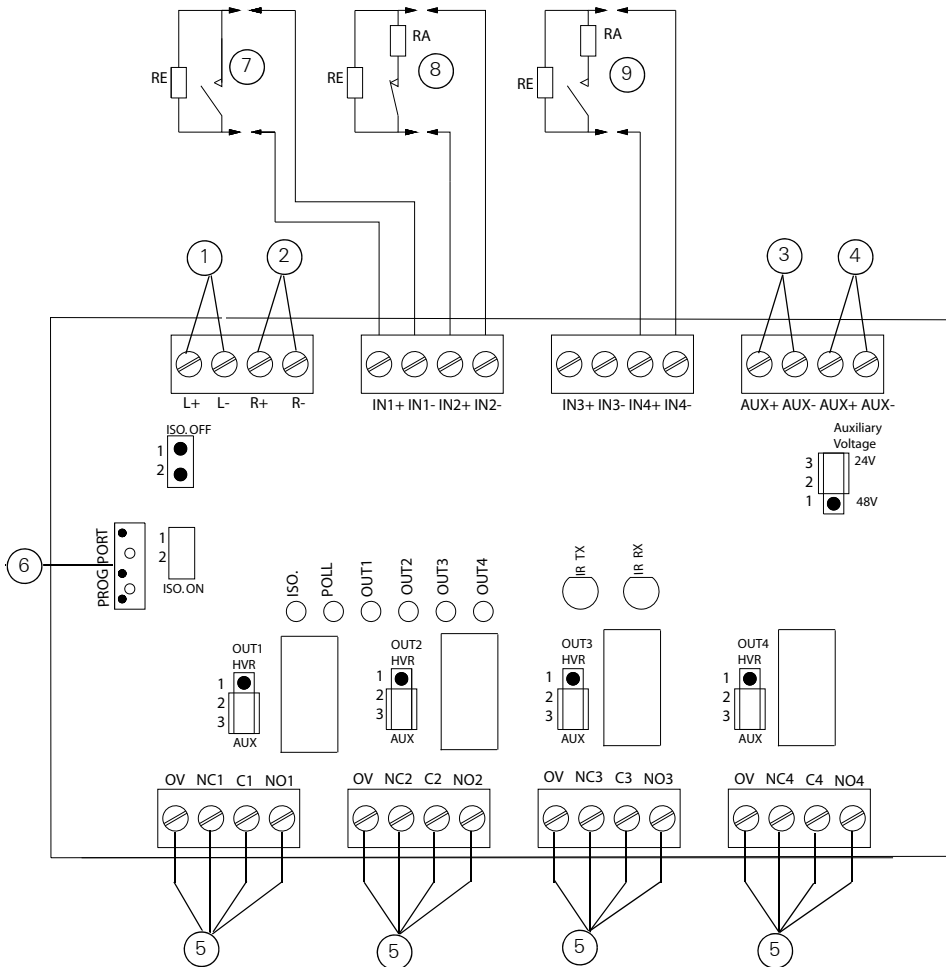 RE
7
RA
RE
8
RA
RE
9
1
2
3
4
L+ L- R+ R-
IN1+ IN1- IN2+ IN2-
IN3+ IN3- IN4+ IN4-
AUX+ AUX- AUX+ AUX-
ISO. OFF
1
2
Auxiliary
Voltage
3 24V
2
1 48V
6
PROG PORT
1
2
ISO. ON
ISO.
POLL
OUT1
OUT2
OUT3
OUT4
IR TX
IR RX
OUT1
HVR
1
2
3
AUX
OUT2
HVR
1
2
3
AUX
OUT3
HVR
1
2
3
AUX
OUT4
HVR
1
2
3
AUX
OV NC1 C1 NO1
OV NC2 C2 NO2
OV NC3 C3 NO3
OV NC4 C4 NO4
5
5
5
5